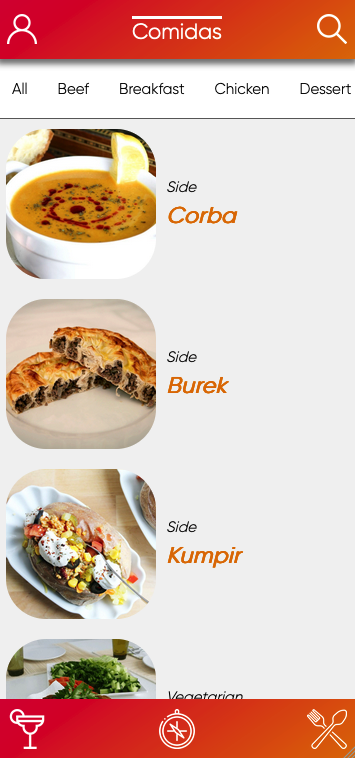 Comidas
All Beef Breakfast Chicken Dessert
Side
Corba
Side
Burek
Side
Kumpir
Vegetarian